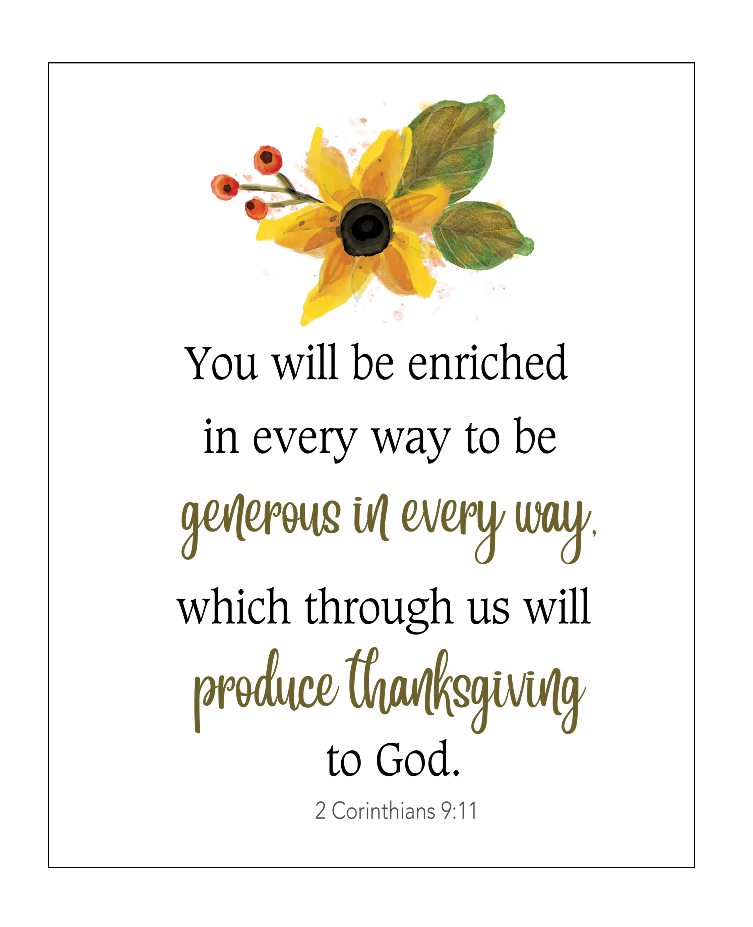 You will be enriched
in every way to be
generous in every way,
which through us will
produce thanksgiving
to God.
2 Corinthians 9:11